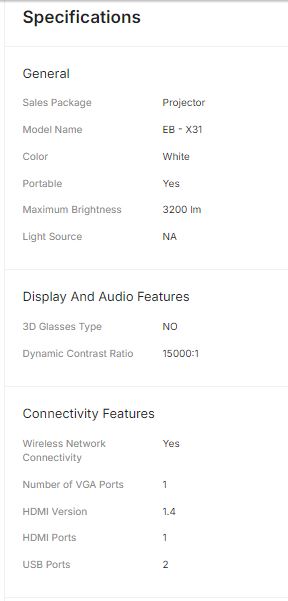 Specifications
General
Sales Package Projector
Model Name EB - X31
Color White
Portable Yes
Maximum Brightness 3200 lm
Light Source NA
Display And Audio Features
3D Glasses Type NO
Dynamic Contrast Ratio 15000:1
Connectivity Features
Wireless Network Yes
Connectivity
Number of VGA Ports 1
HDMI Version 1.4
HDMI Ports 1
USB Ports 2